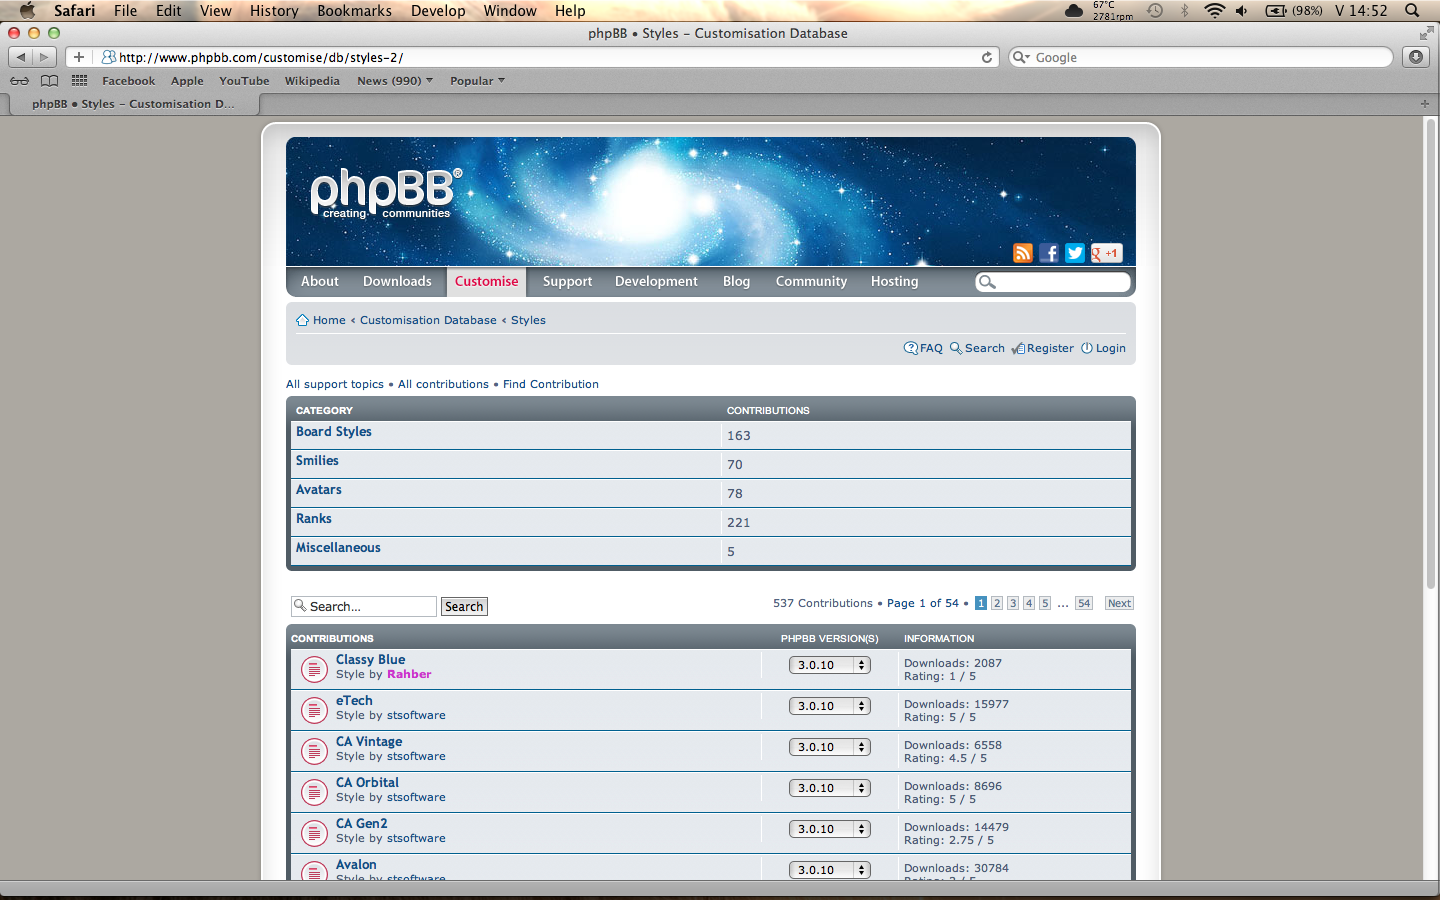 Safari File Edit View History Bookmarks Develop Window Help 67°C 2781rpm (98%) V 14:52
phpBB • Styles – Customisation Database
http://www.phpbb.com/customise/db/styles-2/ Google
Facebook Apple YouTube Wikipedia News (990) Popular
phpBB • Styles – Customisation D...
phpBB®
creating communities
g +1
About Downloads Customise Support Development Blog Community Hosting
Home ‹ Customisation Database ‹ Styles
FAQ Search Register Login
All support topics • All contributions • Find Contribution
CATEGORY CONTRIBUTIONS
Board Styles 163
Smilies 70
Avatars 78
Ranks 221
Miscellaneous 5
Search... Search 537 Contributions • Page 1 of 54 • 1 2 3 4 5 ... 54 Next
CONTRIBUTIONS PHPBB VERSION(S) INFORMATION
Classy Blue 3.0.10 Downloads: 2087
Style by Rahber Rating: 1 / 5
eTech 3.0.10 Downloads: 15977
Style by stsoftware Rating: 5 / 5
CA Vintage 3.0.10 Downloads: 6558
Style by stsoftware Rating: 4.5 / 5
CA Orbital 3.0.10 Downloads: 8696
Style by stsoftware Rating: 5 / 5
CA Gen2 3.0.10 Downloads: 14479
Style by stsoftware Rating: 2.75 / 5
Avalon 3.0.10 Downloads: 30784
Style by stsoftware